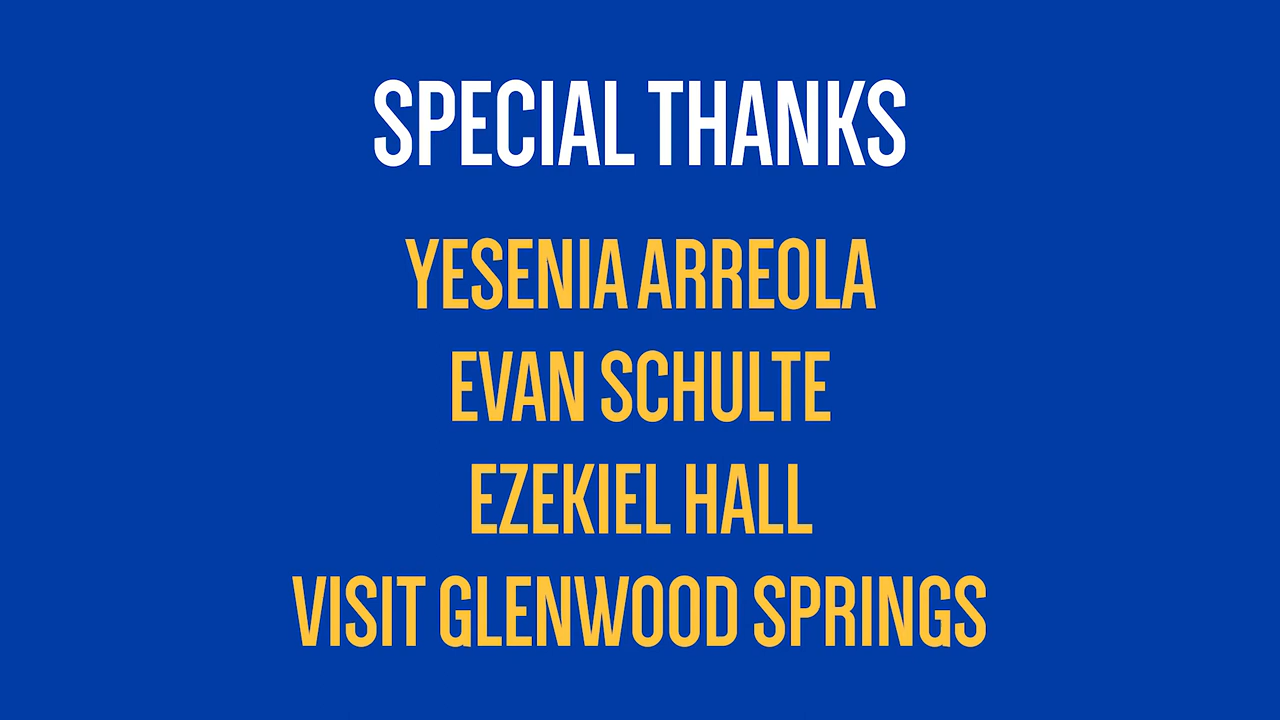 SPECIAL THANKS
YESENIA ARREOLA
EVAN SCHULTE
EZEKIEL HALL
VISIT GLENWOOD SPRINGS